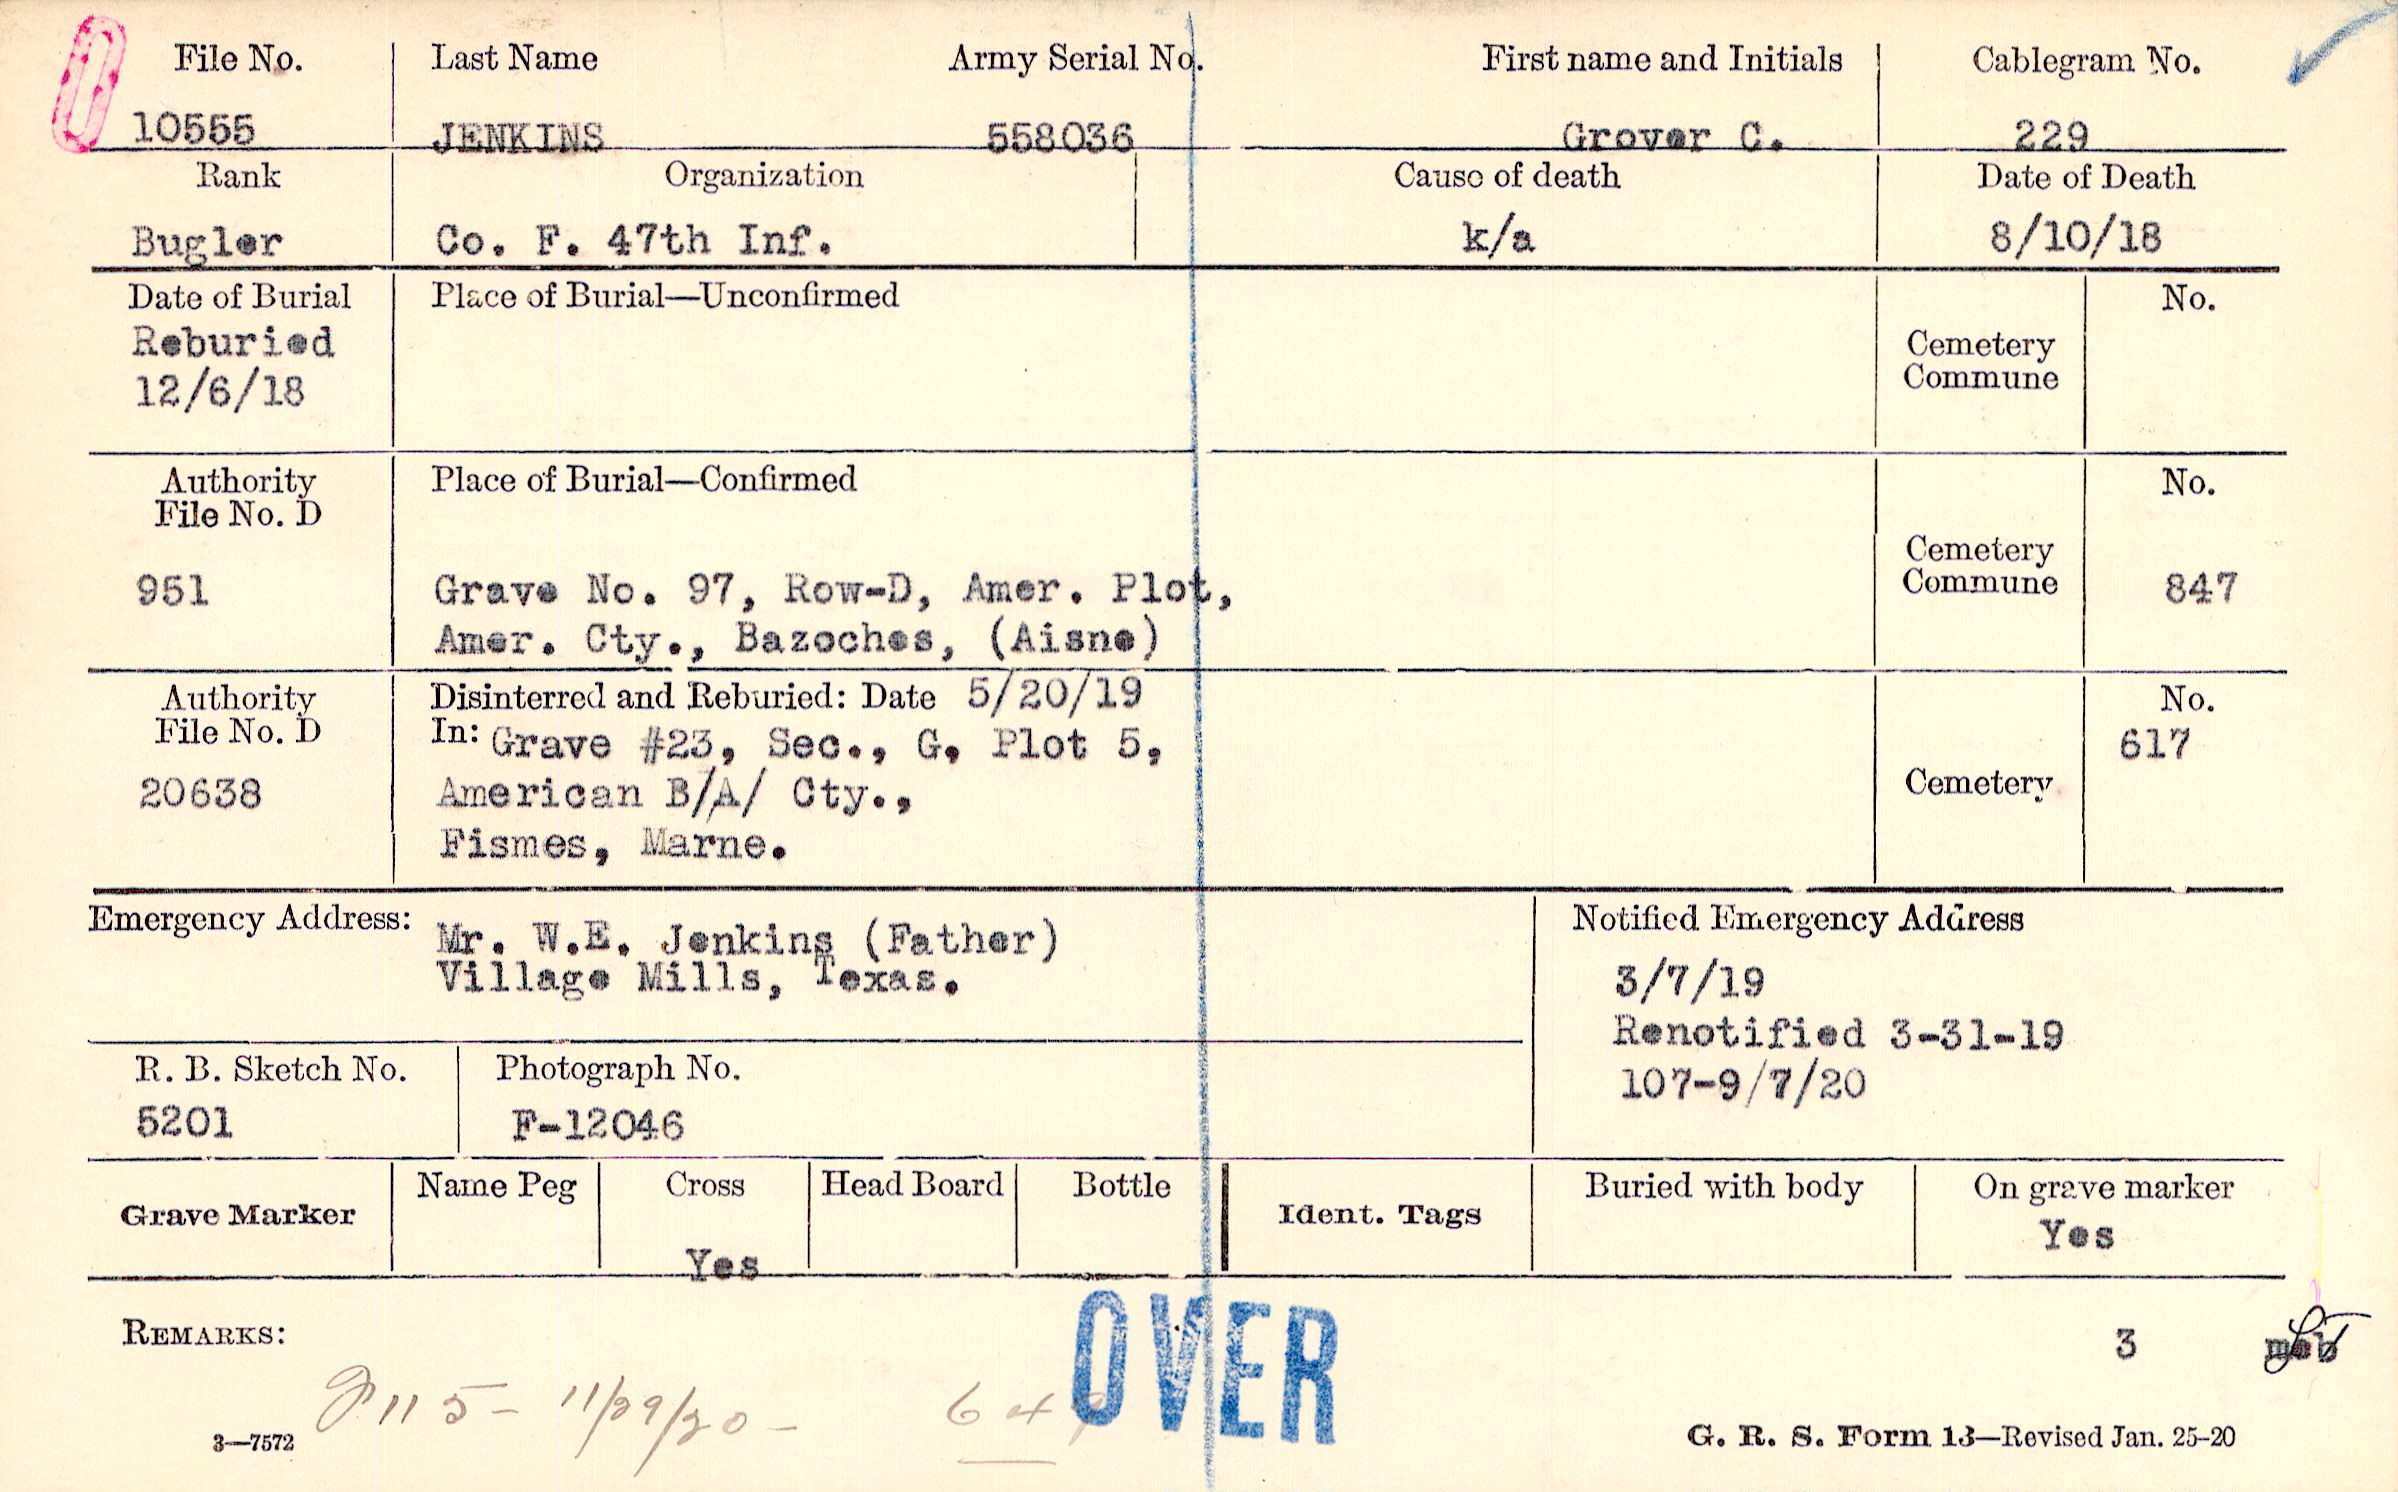 File No. Last Name Army Serial No. First name and Initials Cablegram No.
10555 JENKINS 558036 Grover C. 229
Rank Organization Cause of death Date of Death
Bugler Co. F. 47th Inf. k/a 8/10/18
Date of Burial Place of Burial—Unconfirmed No.
Reburied
12/6/18
Cemetery
Commune
Authority Place of Burial—Confirmed No.
File No. D
Cemetery
Commune
951 Grave No. 97, Row-D, Amer. Plot, 847
Amer. Cty., Bazoches, (Aisne)
Authority Disinterred and Reburied: Date 5/20/19 No.
File No. D In: Grave #23, Sec., G, Plot 5, 617
20638 American B/A/ Cty., Cemetery
Fismes, Marne.
Emergency Address: Mr. W.E. Jenkins (Father)
Village Mills, Texas.
Notified Emergency Address
3/7/19
Renotified 3-31-19
107-9/7/20
R. B. Sketch No. Photograph No.
5201 F-12046
Grave Marker Name Peg Cross Head Board Bottle Ident. Tags Buried with body On grave marker
Yes Yes
REMARKS: OVER 3
115- 11/29/20-
3—7572 G. R. S. Form 13—Revised Jan. 25-20